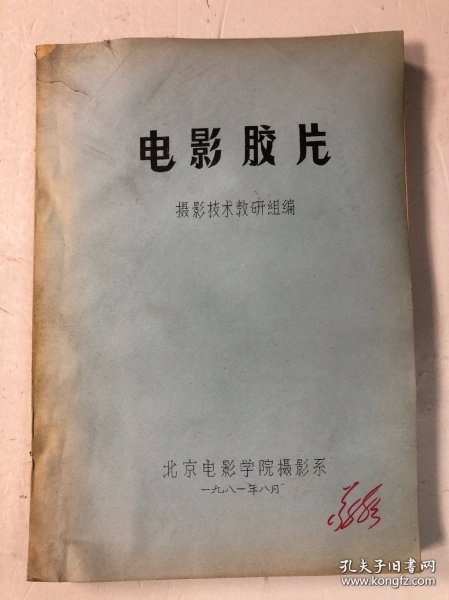 电影胶片
摄影技术教研组编
北京电影学院摄影系
一九八一年八月
孔夫子旧书网
www.kongfz.com